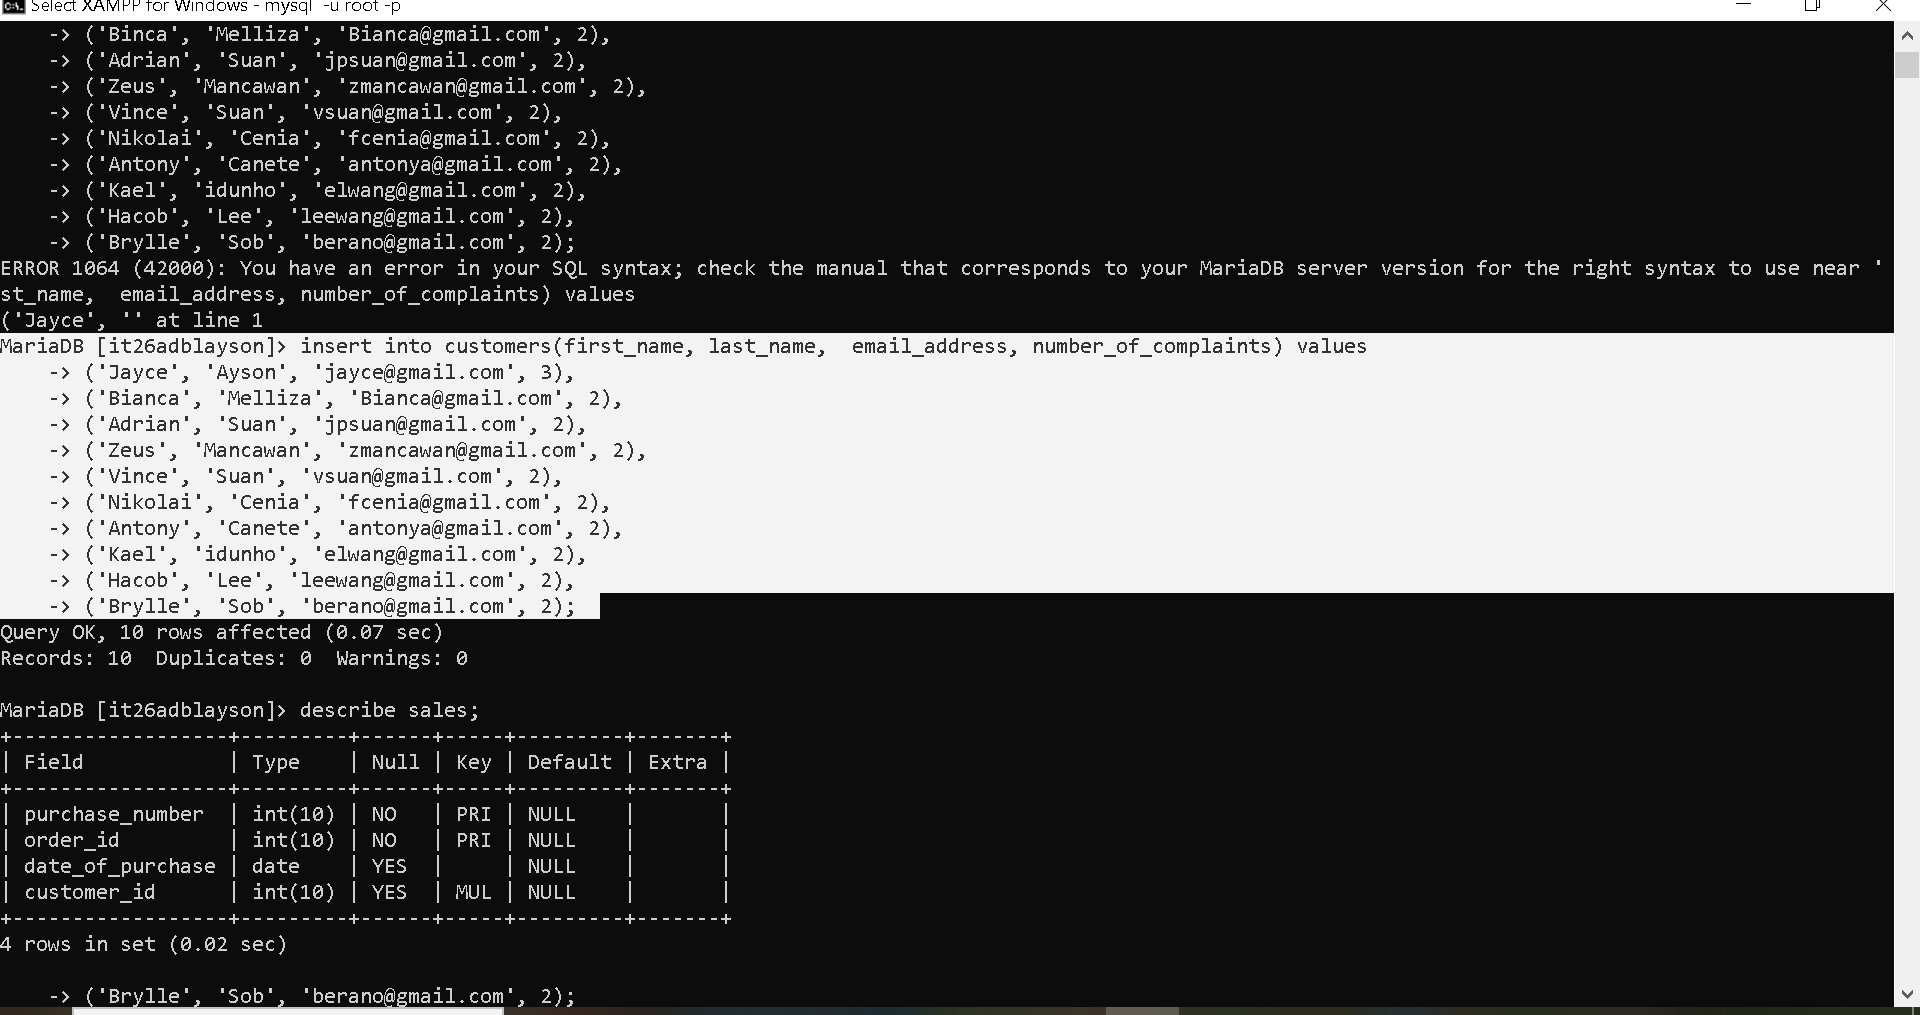 Select XAMPP for Windows - mysql  -u root -p
    -> ('Binca', 'Melliza', 'Bianca@gmail.com', 2),
    -> ('Adrian', 'Suan', 'jpsuan@gmail.com', 2),
    -> ('Zeus', 'Mancawan', 'zmancawan@gmail.com', 2),
    -> ('Vince', 'Suan', 'vsuan@gmail.com', 2),
    -> ('Nikolai', 'Cenia', 'fcenia@gmail.com', 2),
    -> ('Antony', 'Canete', 'antonya@gmail.com', 2),
    -> ('Kael', 'idunho', 'elwang@gmail.com', 2),
    -> ('Hacob', 'Lee', 'leewang@gmail.com', 2),
    -> ('Brylle', 'Sob', 'berano@gmail.com', 2);
ERROR 1064 (42000): You have an error in your SQL syntax; check the manual that corresponds to your MariaDB server version for the right syntax to use near '
st_name,  email_address, number_of_complaints) values
('Jayce', '' at line 1
MariaDB [it26adblayson]> insert into customers(first_name, last_name,  email_address, number_of_complaints) values
    -> ('Jayce', 'Ayson', 'jayce@gmail.com', 3),
    -> ('Bianca', 'Melliza', 'Bianca@gmail.com', 2),
    -> ('Adrian', 'Suan', 'jpsuan@gmail.com', 2),
    -> ('Zeus', 'Mancawan', 'zmancawan@gmail.com', 2),
    -> ('Vince', 'Suan', 'vsuan@gmail.com', 2),
    -> ('Nikolai', 'Cenia', 'fcenia@gmail.com', 2),
    -> ('Antony', 'Canete', 'antonya@gmail.com', 2),
    -> ('Kael', 'idunho', 'elwang@gmail.com', 2),
    -> ('Hacob', 'Lee', 'leewang@gmail.com', 2),
    -> ('Brylle', 'Sob', 'berano@gmail.com', 2);
Query OK, 10 rows affected (0.07 sec)
Records: 10  Duplicates: 0  Warnings: 0
MariaDB [it26adblayson]> describe sales;
+------------------+---------+------+-----+---------+-------+
| Field            | Type    | Null | Key | Default | Extra |
+------------------+---------+------+-----+---------+-------+
| purchase_number  | int(10) | NO   | PRI | NULL    |       |
| order_id         | int(10) | NO   | PRI | NULL    |       |
| date_of_purchase | date    | YES  |     | NULL    |       |
| customer_id      | int(10) | YES  | MUL | NULL    |       |
+------------------+---------+------+-----+---------+-------+
4 rows in set (0.02 sec)
    -> ('Brylle', 'Sob', 'berano@gmail.com', 2);